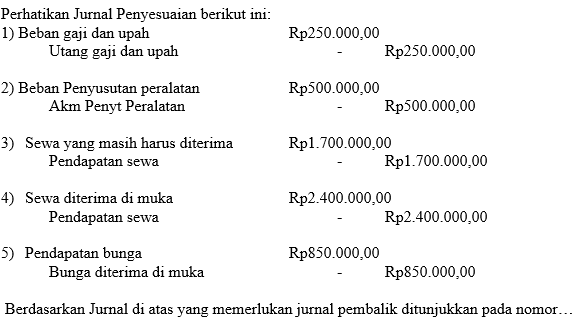 Perhatikan Jurnal Penyesuaian berikut ini:
1) Beban gaji dan upah Rp250.000,00
Utang gaji dan upah - Rp250.000,00
2) Beban Penyusutan peralatan Rp500.000,00
Akm Penyt Peralatan - Rp500.000,00
3) Sewa yang masih harus diterima Rp1.700.000,00
Pendapatan sewa - Rp1.700.000,00
4) Sewa diterima di muka Rp2.400.000,00
Pendapatan sewa - Rp2.400.000,00
5) Pendapatan bunga Rp850.000,00
Bunga diterima di muka - Rp850.000,00
Berdasarkan Jurnal di atas yang memerlukan jurnal pembalik ditunjukkan pada nomor…